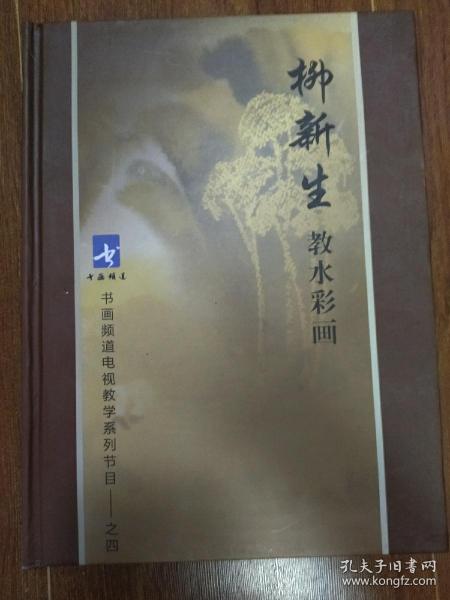 柳新生
教水彩画
书
书画频道
书画频道电视教学系列节目——之四
孔夫子旧书网
www.kongfz.com